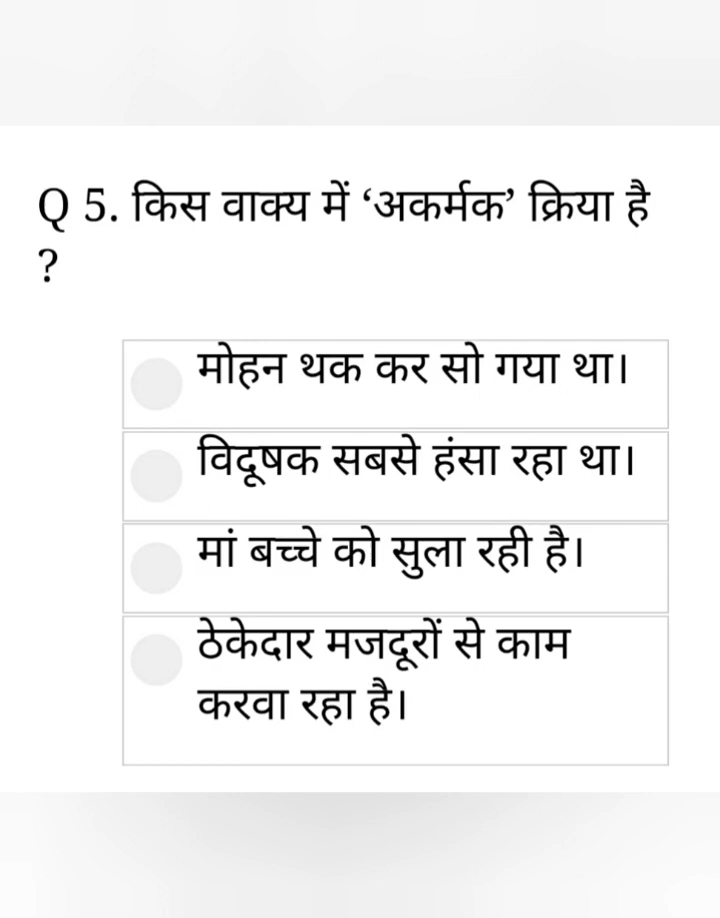 Q 5. किस वाक्य में ‘अकर्मक’ क्रिया है
?
मोहन थक कर सो गया था।
विदूषक सबसे हंसा रहा था।
मां बच्चे को सुला रही है।
ठेकेदार मजदूरों से काम
करवा रहा है।